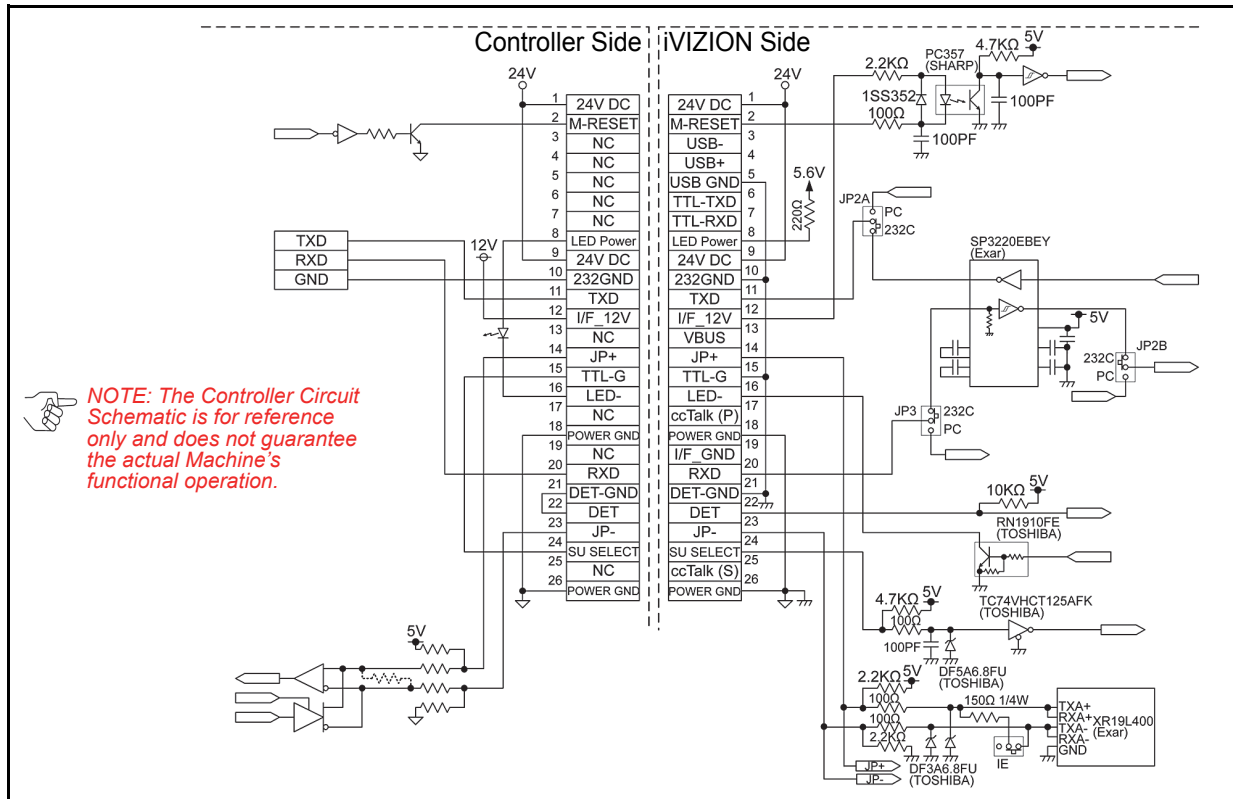 Controller Side
iVIZION Side
24V
1 24V DC
2 M-RESET
3 NC
4 NC
5 NC
6 NC
7 NC
8 LED Power
9 24V DC
10 232GND
11 TXD
12 I/F_12V
13 NC
14 JP+
15 TTL-G
16 LED-
17 NC
18 POWER GND
19 NC
20 RXD
21 DET-GND
22 DET
23 JP-
24 SU SELECT
25 NC
26 POWER GND
TXD
RXD
GND
12V
NOTE: The Controller Circuit
Schematic is for reference
only and does not guarantee
the actual Machine's
functional operation.
5V
24V
24V DC 1
M-RESET 2
USB- 3
USB+ 4
USB GND 5
TTL-TXD 6
TTL-RXD 7
LED Power 8
24V DC 9
232GND 10
TXD 11
I/F_12V 12
VBUS 13
JP+ 14
TTL-G 15
LED- 16
ccTalk (P) 17
POWER GND 18
I/F_GND 19
RXD 20
DET-GND 21
DET 22
JP- 23
SU SELECT 24
ccTalk (S) 25
POWER GND 26
2.2KΩ
PC357
(SHARP)
4.7KΩ
5V
1SS352
100Ω
100PF
100PF
5.6V
220Ω
JP2A
PC
232C
SP3220EBEY
(Exar)
5V
JP2B
232C
PC
JP3
232C
PC
10KΩ
5V
RN1910FE
(TOSHIBA)
TC74VHCT125AFK
(TOSHIBA)
4.7KΩ
5V
100Ω
100PF
DF5A6.8FU
(TOSHIBA)
2.2KΩ
5V
100Ω
150Ω 1/4W
100Ω
2.2KΩ
TXA+
RXA+
TXA-
RXA-
GND
XR19L400
(Exar)
IE
JP+
JP-
DF3A6.8FU
(TOSHIBA)